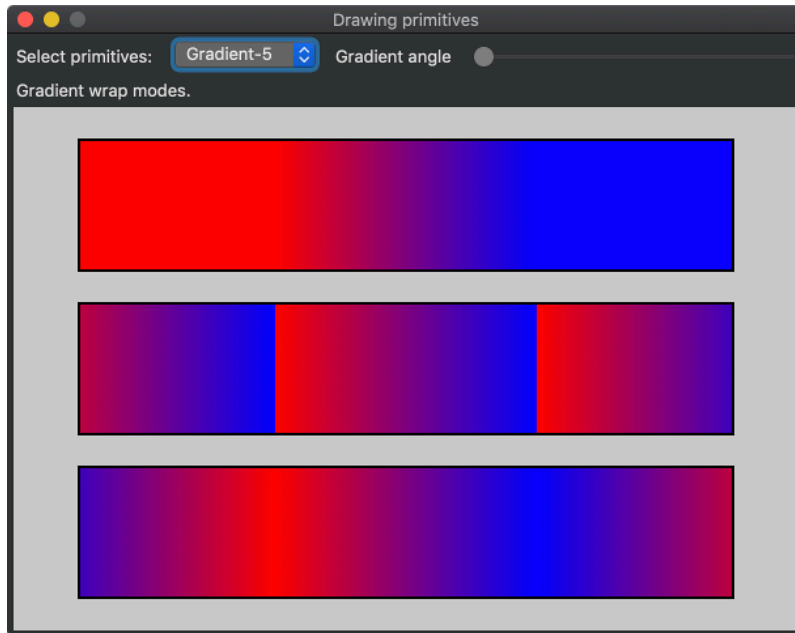 Drawing primitives
Select primitives: Gradient-5 Gradient angle
Gradient wrap modes.